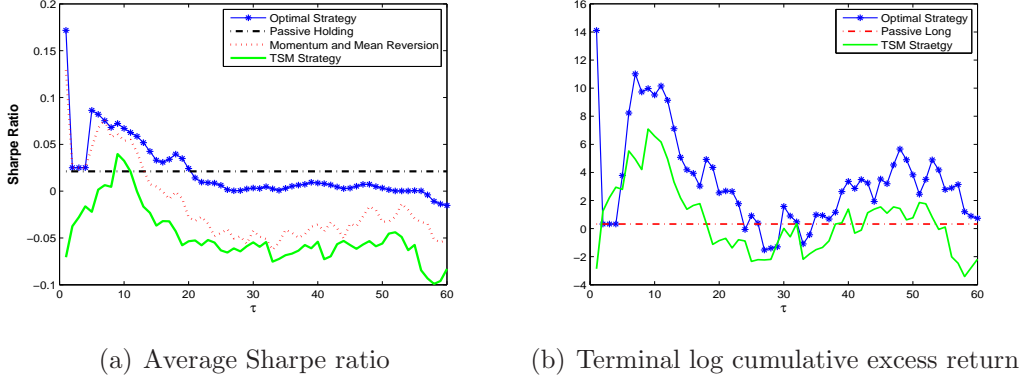 0.2
0.15
0.1
0.05
0
−0.05
−0.1
Sharpe Ratio
0 10 20 30 40 50 60
τ
Optimal Strategy
Passive Holding
Momentum and Mean Reversion
TSM Strategy
(a) Average Sharpe ratio
16
14
12
10
8
6
4
2
0
−2
−4
0 10 20 30 40 50 60
τ
Optimal Strategy
Passive Long
TSM Straetgy
(b) Terminal log cumulative excess return